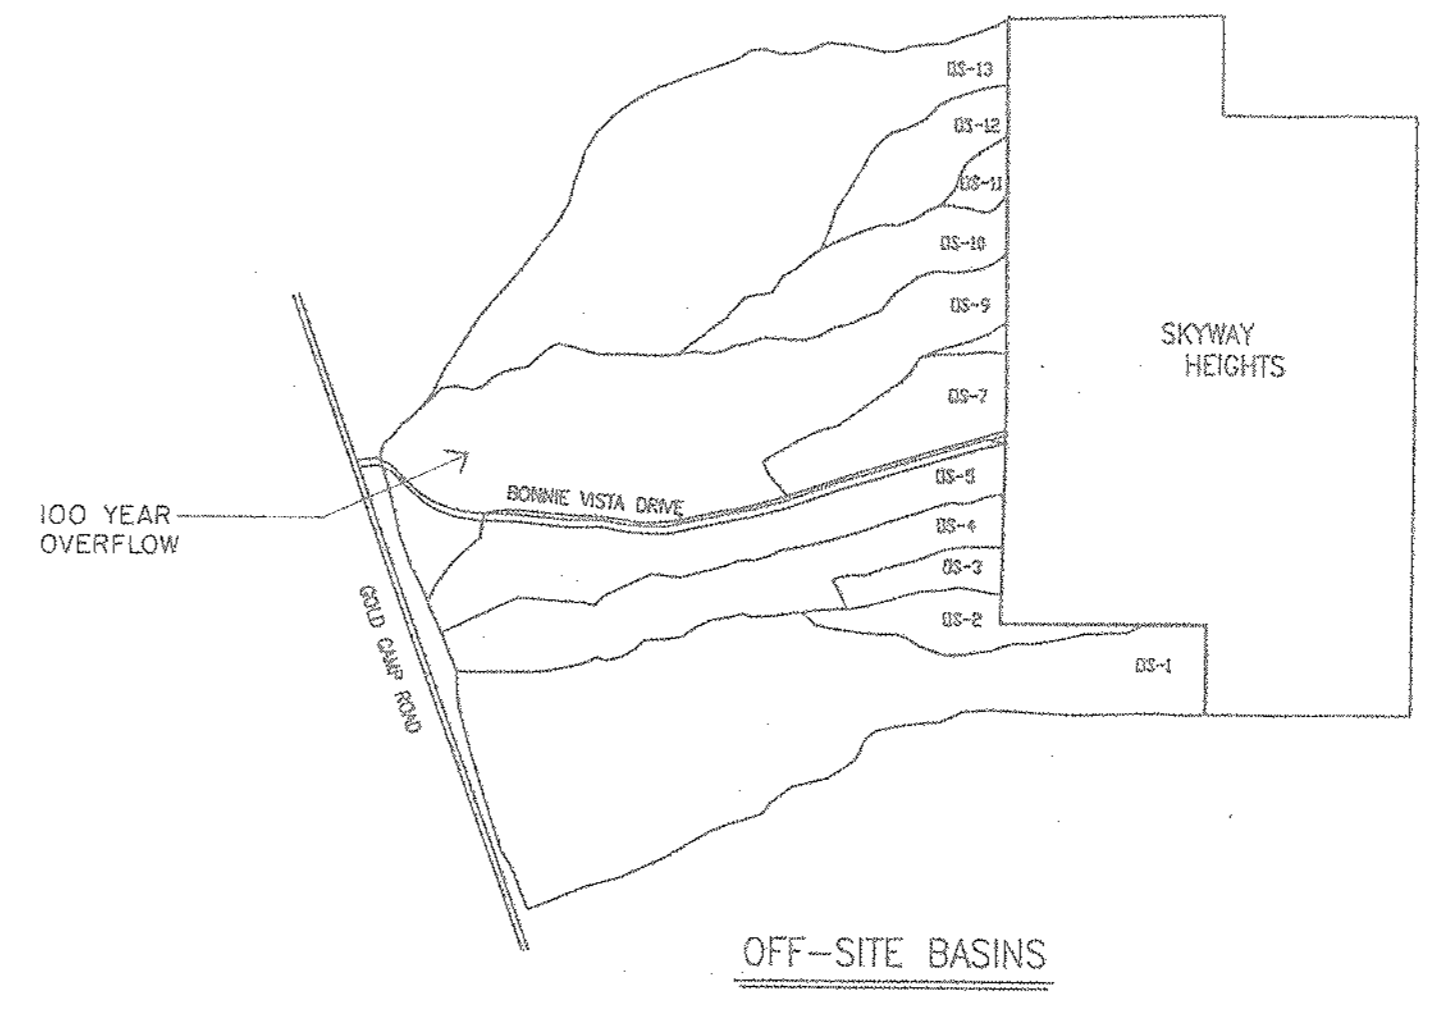 OS-13
OS-12
OS-11
OS-10
OS-9
SKYWAY
HEIGHTS
OS-7
BONNIE VISTA DRIVE
OS-5
100 YEAR
OVERFLOW
OS-4
OS-3
GOLD CAMP ROAD
OS-2
OS-1
OFF-SITE BASINS